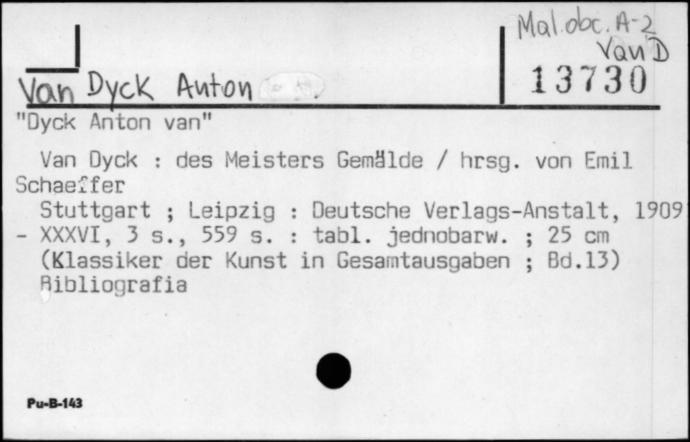 Mal.obc. A-2
Van D
13730
Van Dyck Anton
"Dyck Anton van"
Van Dyck : des Meisters Gemälde / hrsg. von Emil
Schaeffer
Stuttgart ; Leipzig : Deutsche Verlags-Anstalt, 1909
- XXXVI, 3 s., 559 s. : tabl. jednobarw. ; 25 cm
(Klassiker der Kunst in Gesamtausgaben ; Bd.13)
Bibliografia
Pu-B-143